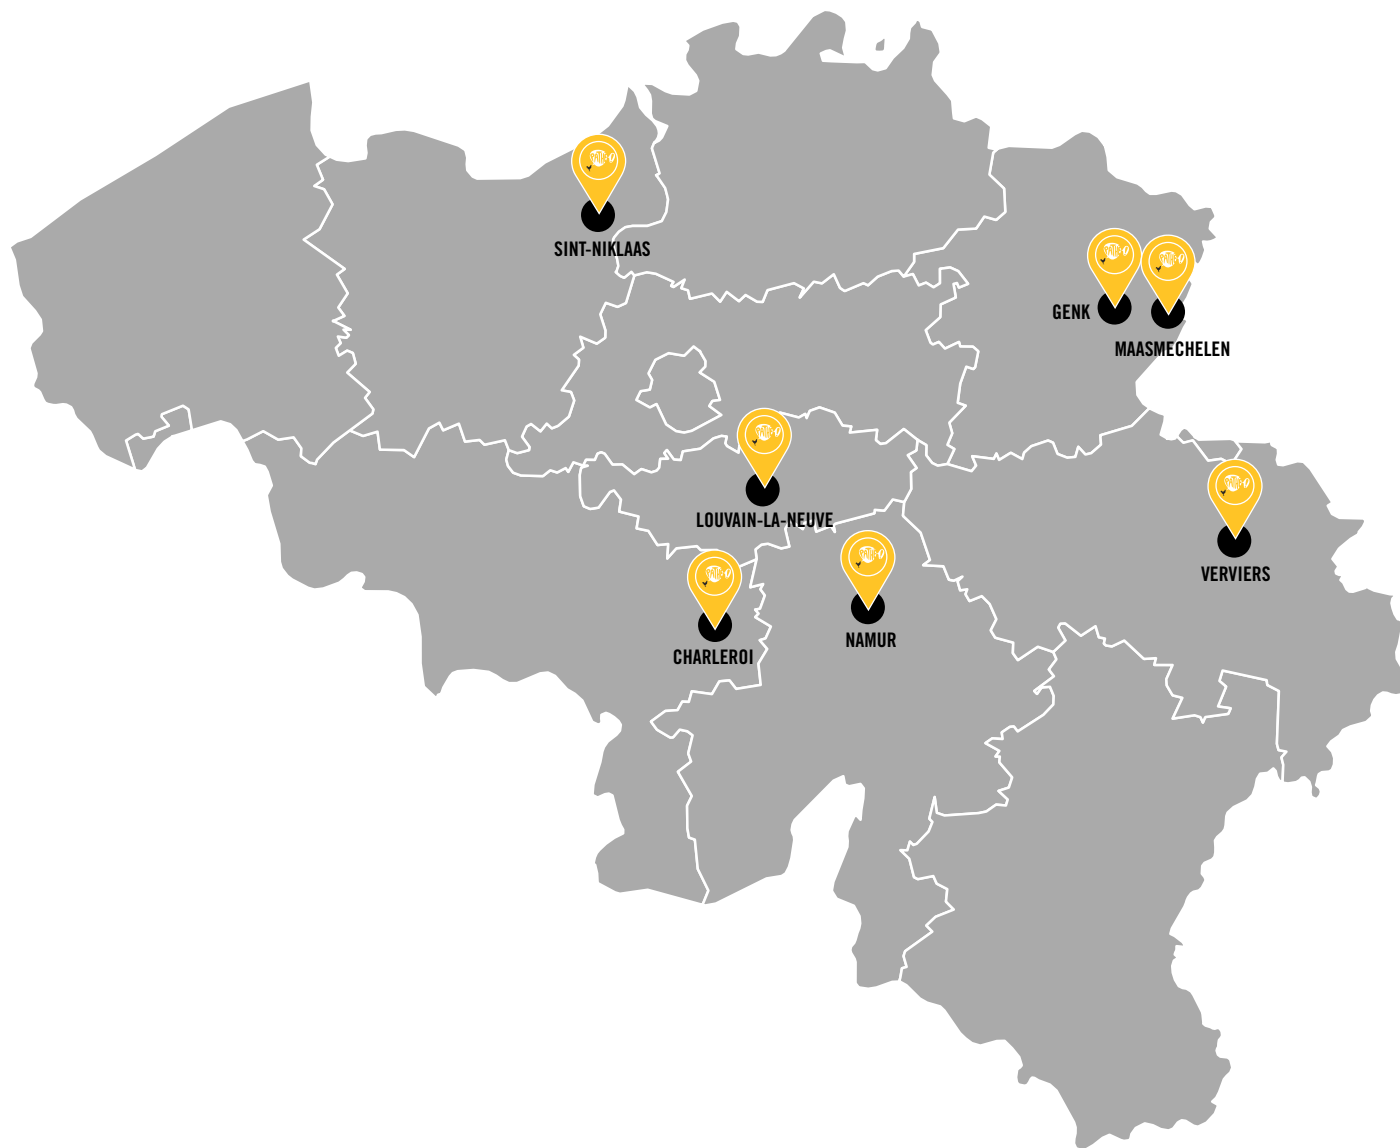 SINT-NIKLAAS
GENK
MAASMECHELEN
LOUVAIN-LA-NEUVE
VERVIERS
NAMUR
CHARLEROI